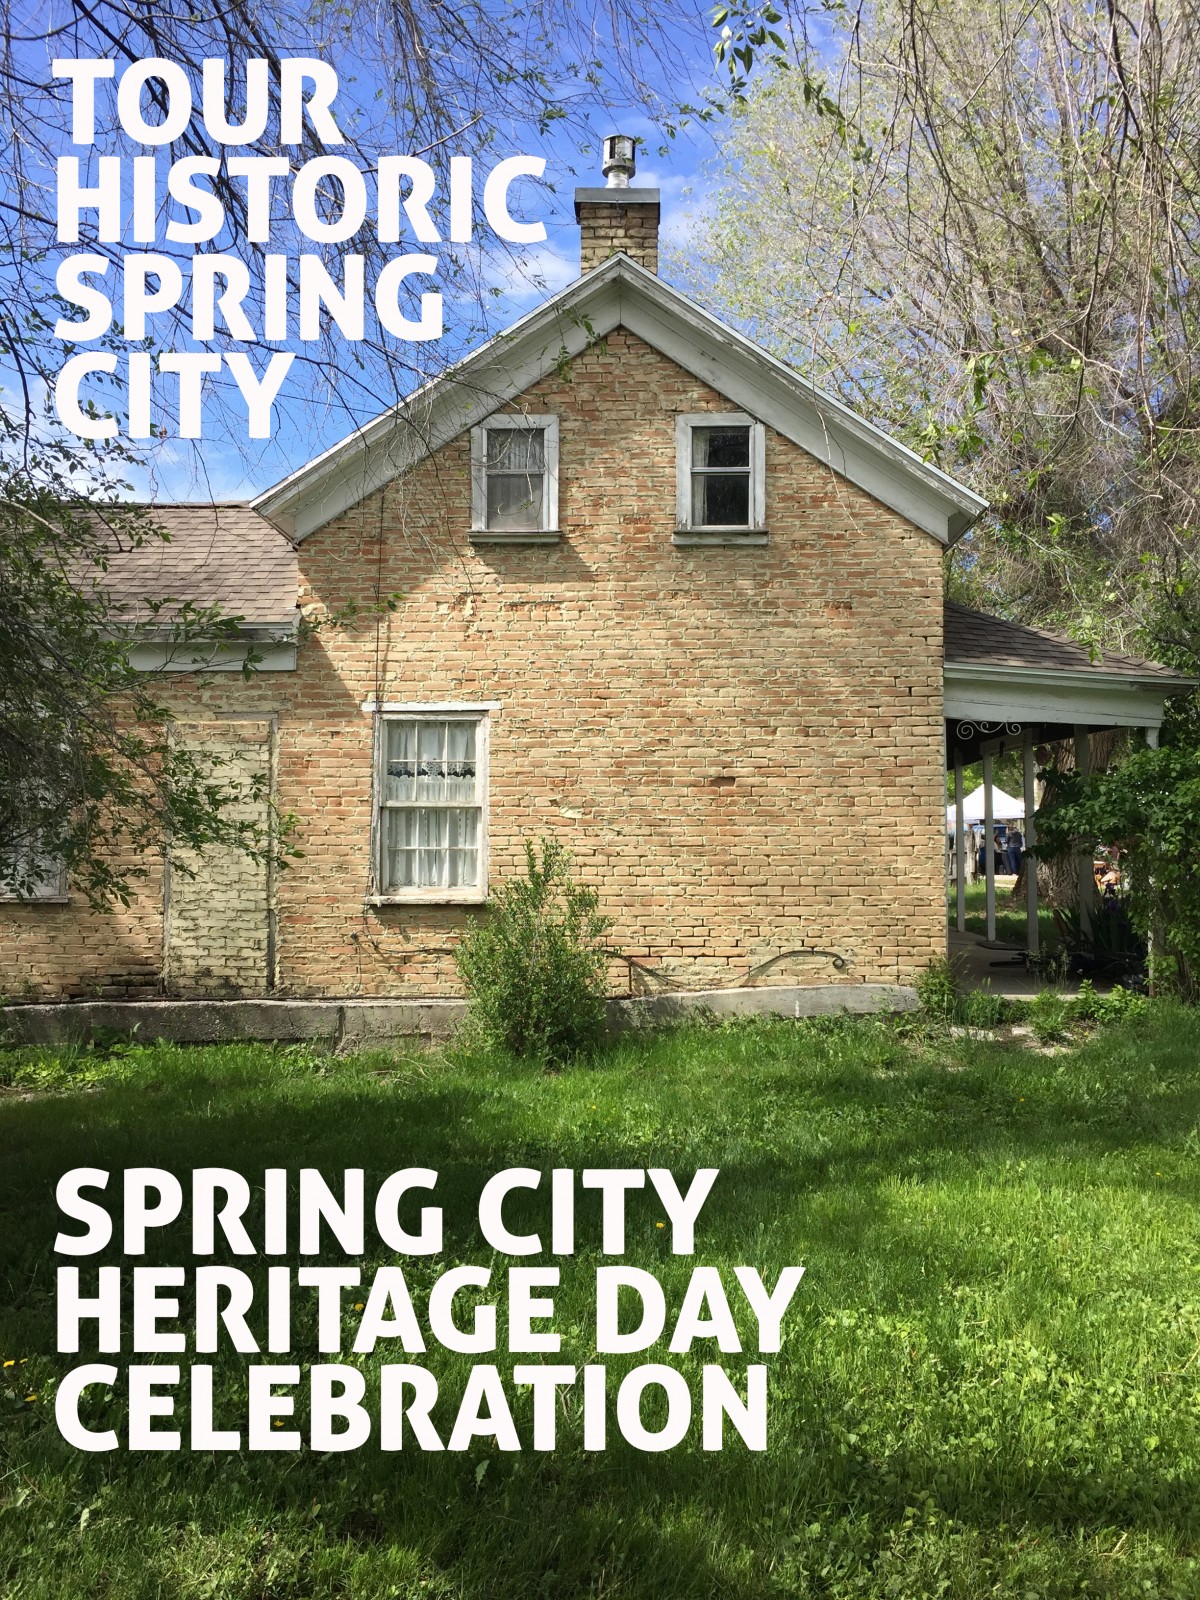 TOUR
HISTORIC
SPRING
CITY
SPRING CITY
HERITAGE DAY
CELEBRATION